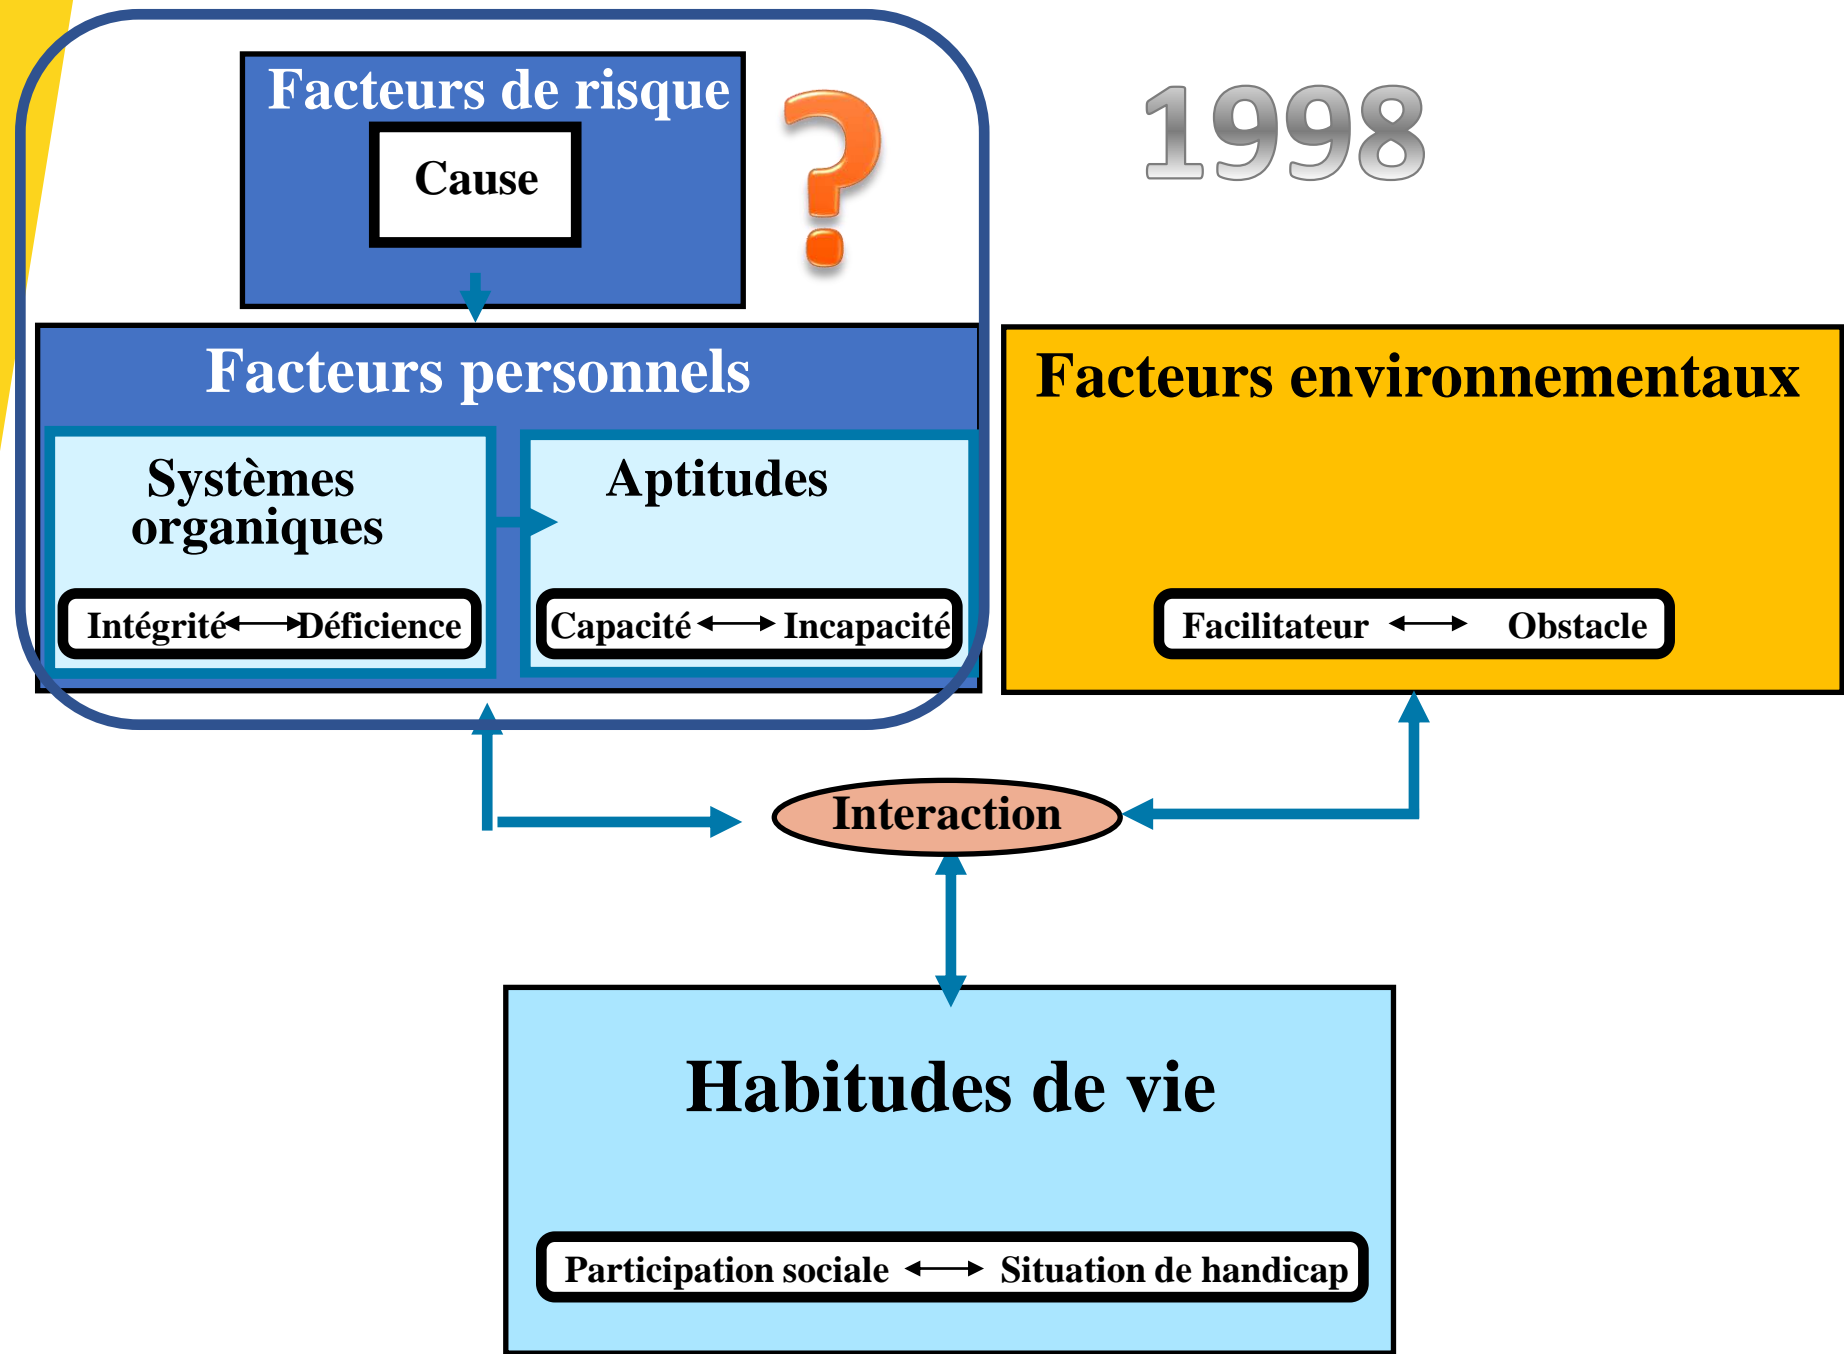 Facteurs de risque
Cause
?
1998
Facteurs personnels
Systèmes
organiques
Intégrité Déficience
Aptitudes
Capacité Incapacité
Facteurs environnementaux
Facilitateur Obstacle
Interaction
Habitudes de vie
Participation sociale Situation de handicap